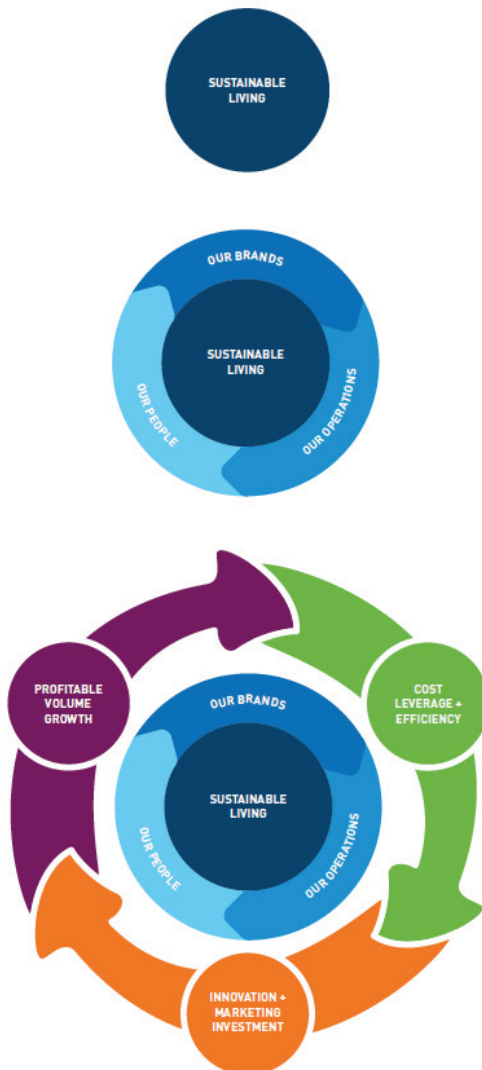 SUSTAINABLE
LIVING
OUR BRANDS
SUSTAINABLE
LIVING
OUR PEOPLE
OUR OPERATIONS
PROFITABLE
VOLUME
GROWTH
COST
LEVERAGE +
EFFICIENCY
OUR BRANDS
SUSTAINABLE
LIVING
OUR PEOPLE
OUR OPERATIONS
INNOVATION +
MARKETING
INVESTMENT